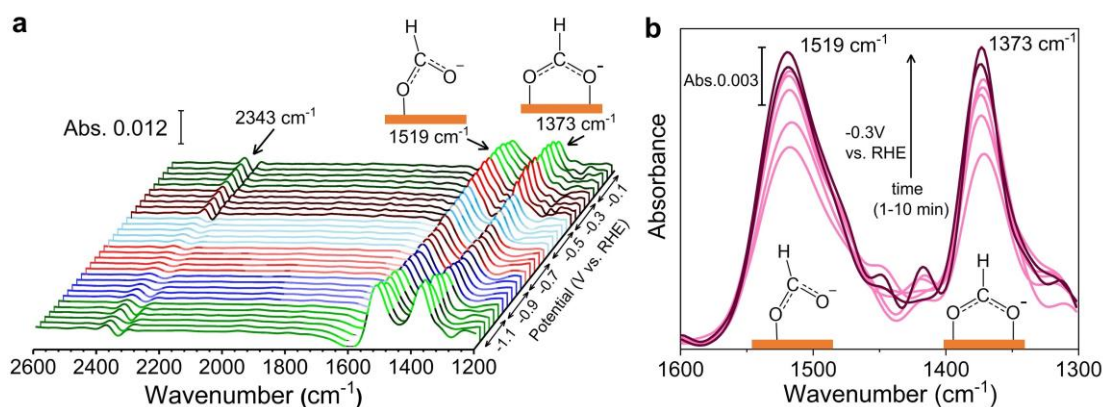 a
Abs. 0.012
2343 cm⁻¹
H
C
O
O⁻
1519 cm⁻¹
H
C
O
O⁻
1373 cm⁻¹
-0.1
-0.3
-0.5
-0.7
-0.9
-1.1
Potential (V vs. RHE)
2600 2400 2200 2000 1800 1600 1400 1200
Wavenumber (cm⁻¹)
b
Absorbance
Abs.0.003
1519 cm⁻¹
1373 cm⁻¹
-0.3V
vs. RHE
time
(1-10 min)
H
C
O
O⁻
H
C
O
O⁻
1600 1500 1400 1300
Wavenumber (cm⁻¹)